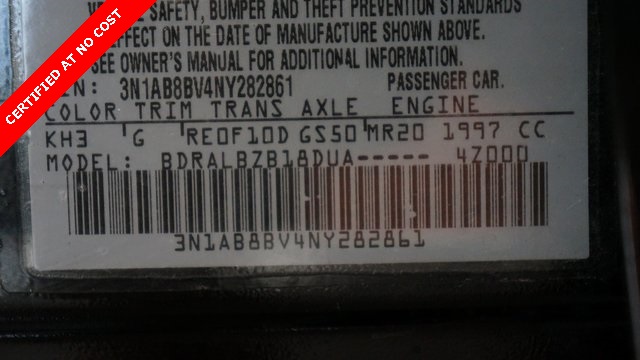 SAFETY, BUMPER AND THEFT PREVENTION STANDARDS
EFFECT ON THE DATE OF MANUFACTURE SHOWN ABOVE.
SEE OWNER'S MANUAL FOR ADDITIONAL INFORMATION.
: 3N1AB8BV4NY282861 PASSENGER CAR.
COLOR TRIM TRANS AXLE ENGINE
KH3 'G 'RE0F10D GS50'MR20 1997 CC
MODEL: BDRALBZB18DUA----- 4Z000
3N1AB8BV4NY282861
CERTIFIED AT NO COST